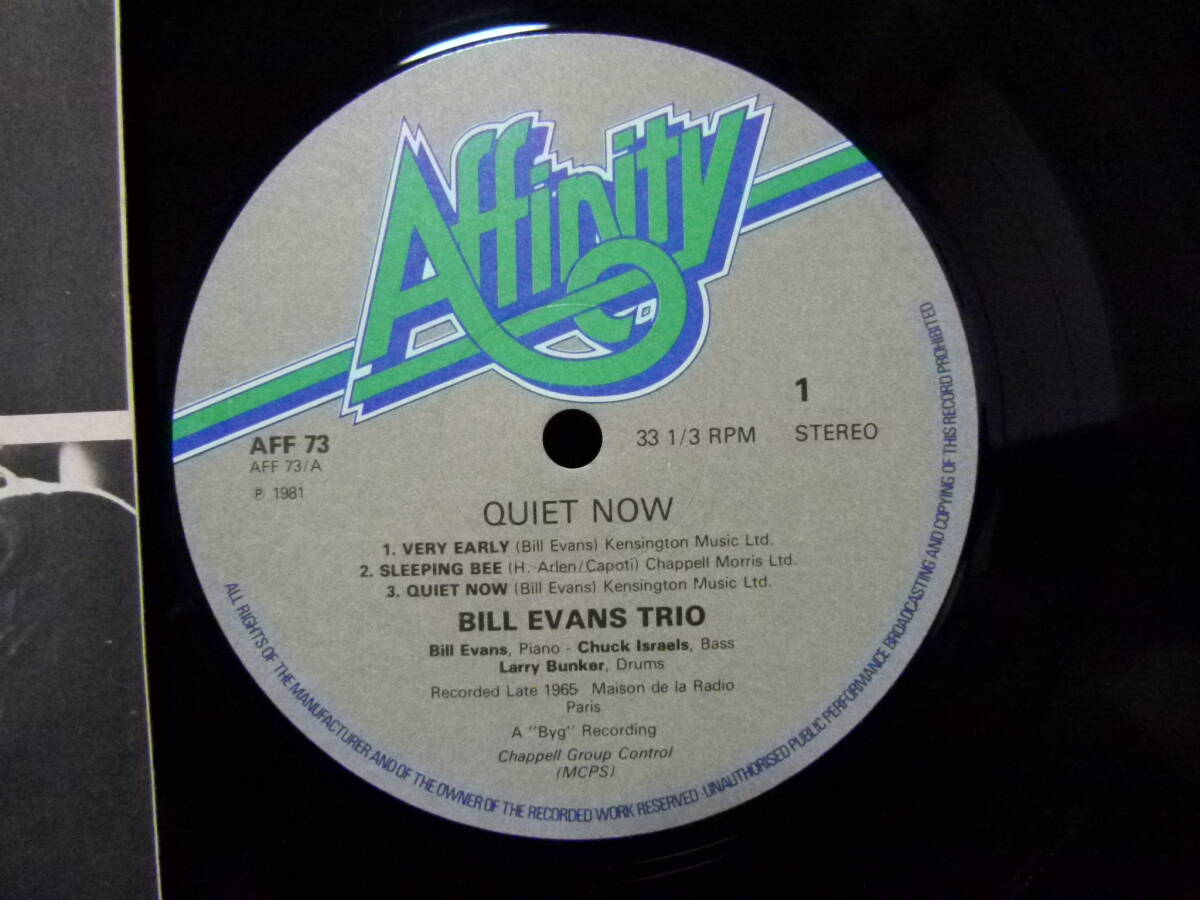 Affinity
1
AFF 73
33 1/3 RPM
STEREO
AFF 73/A
℗ 1981
QUIET NOW
1. VERY EARLY (Bill Evans) Kensington Music Ltd.
2. SLEEPING BEE (H. Arlen/Capoti) Chappell Morris Ltd.
3. QUIET NOW (Bill Evans) Kensington Music Ltd.
BILL EVANS TRIO
Bill Evans, Piano - Chuck Israels, Bass
Larry Bunker, Drums
Recorded Late 1965 Maison de la Radio
Paris
A "Byg" Recording
Chappell Group Control
(MCPS)
ALL RIGHTS OF THE MANUFACTURER AND OF THE OWNER OF THE RECORDED WORK RESERVED · UNAUTHORISED PUBLIC PERFORMANCE BROADCASTING AND COPYING OF THIS RECORD PROHIBITED